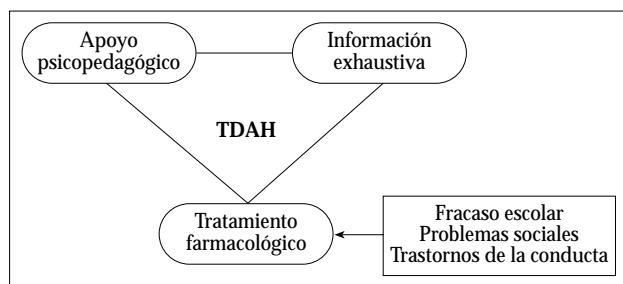 Apoyo
psicopedagógico
Información
exhaustiva
TDAH
Tratamiento
farmacológico
Fracaso escolar
Problemas sociales
Trastornos de la conducta